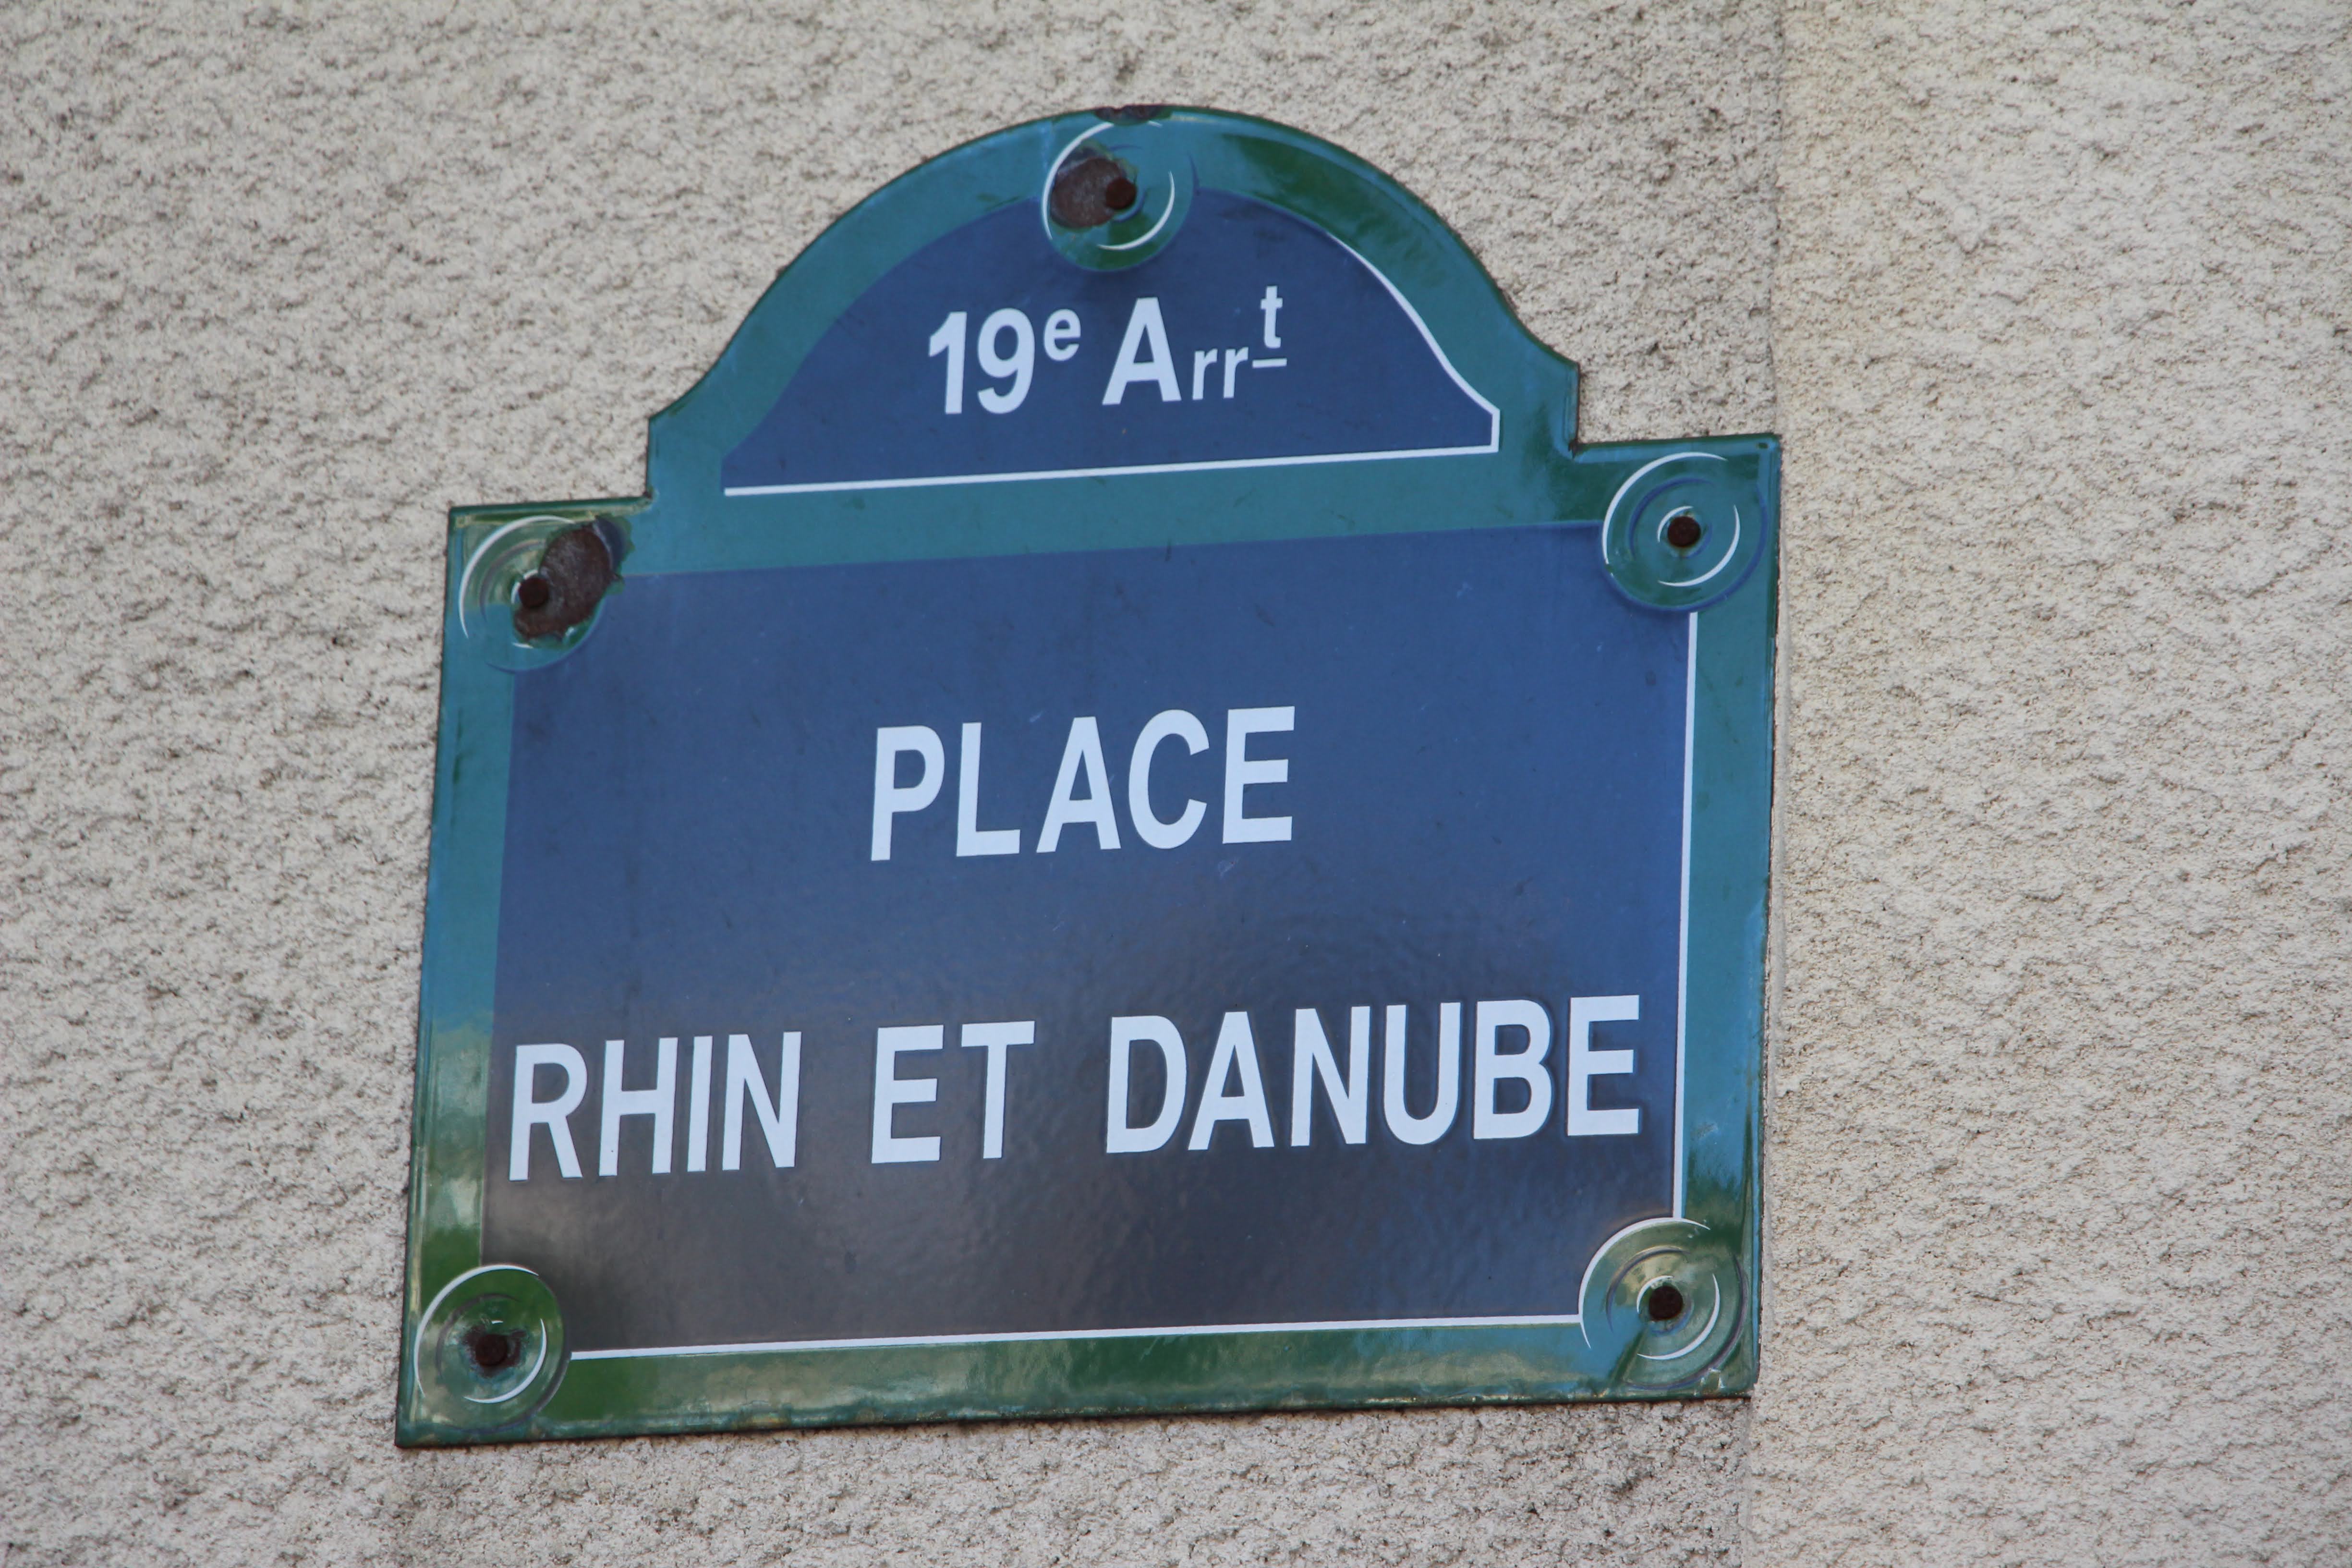 19e Arrt
PLACE
RHIN ET DANUBE